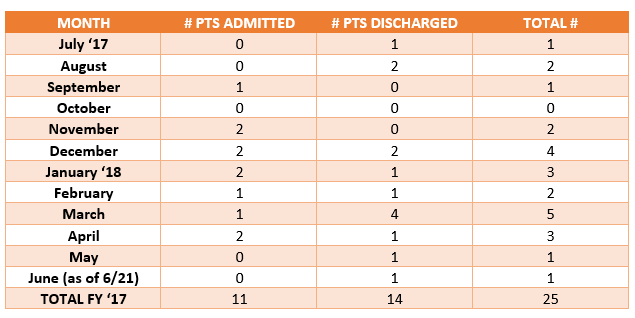 MONTH # PTS ADMITTED # PTS DISCHARGED TOTAL #
July ‘17 0 1 1
August 0 2 2
September 1 0 1
October 0 0 0
November 2 0 2
December 2 2 4
January ‘18 2 1 3
February 1 1 2
March 1 4 5
April 2 1 3
May 0 1 1
June (as of 6/21) 0 1 1
TOTAL FY ‘17 11 14 25